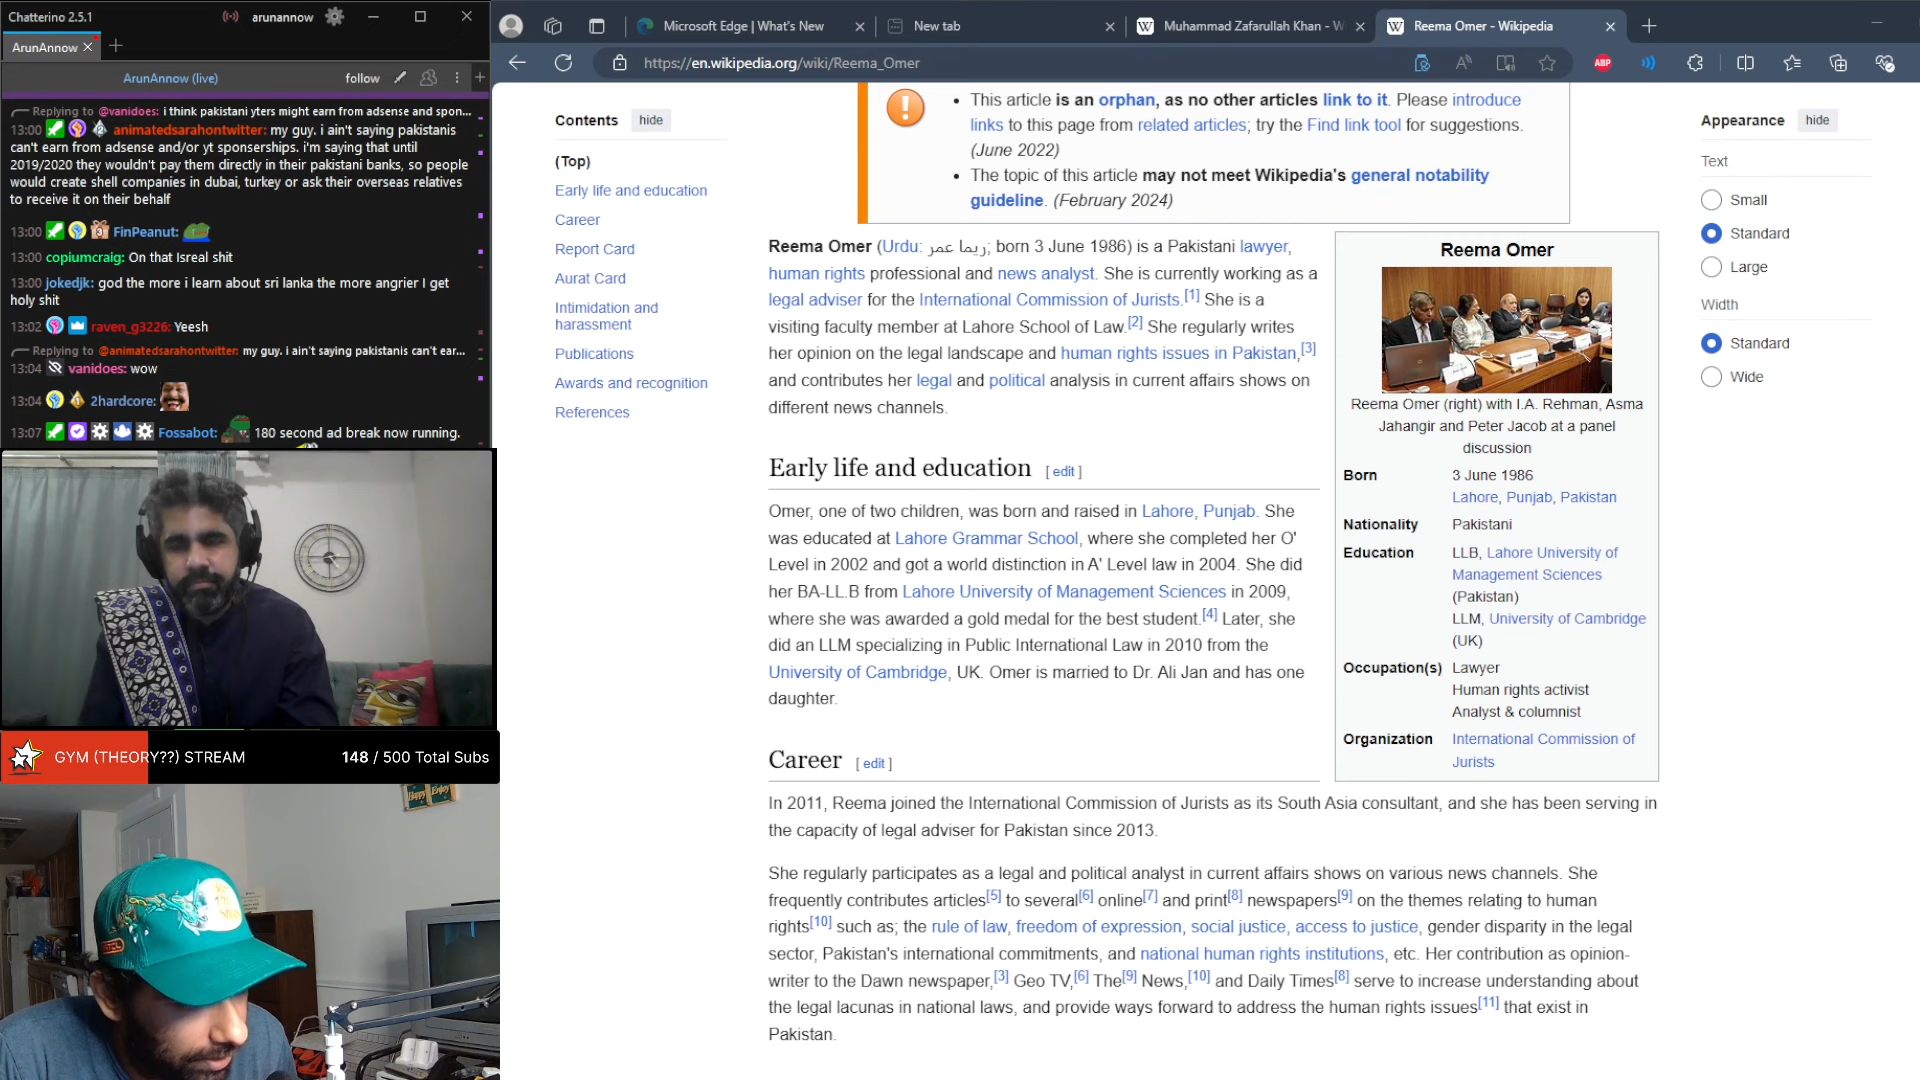 Chatterino 2.5.1
arunannow
ArunAnnow
ArunAnnow (live)
follow
Replying to @vanidoes: i think pakistani yters might earn from adsense and spon...
13:00 animatedsarahontwitter: my guy. i ain't saying pakistanis
can't earn from adsense and/or yt sponserships. i'm saying that until
2019/2020 they wouldn't pay them directly in their pakistani banks, so people
would create shell companies in dubai, turkey or ask their overseas relatives
to receive it on their behalf
13:00 FinPeanut:
13:00 copiumcraig: On that Isreal shit
13:00 jokedjk: god the more i learn about sri lanka the more angrier I get
holy shit
13:02 raven_g3226: Yeesh
Replying to @animatedsarahontwitter: my guy. i ain't saying pakistanis can't ear...
13:04 vanidoes: wow
13:04 2hardcore:
13:07 Fossabot: 180 second ad break now running.
GYM (THEORY??) STREAM 148 / 500 Total Subs
Microsoft Edge | What's New
New tab
Muhammad Zafarullah Khan - W
Reema Omer - Wikipedia
https://en.wikipedia.org/wiki/Reema_Omer
ABP
Contents hide
(Top)
Early life and education
Career
Report Card
Aurat Card
Intimidation and
harassment
Publications
Awards and recognition
References
This article is an orphan, as no other articles link to it. Please introduce
links to this page from related articles; try the Find link tool for suggestions.
(June 2022)
The topic of this article may not meet Wikipedia's general notability
guideline. (February 2024)
Reema Omer (Urdu: ریما عمر; born 3 June 1986) is a Pakistani lawyer,
human rights professional and news analyst. She is currently working as a
legal adviser for the International Commission of Jurists.[1] She is a
visiting faculty member at Lahore School of Law.[2] She regularly writes
her opinion on the legal landscape and human rights issues in Pakistan,[3]
and contributes her legal and political analysis in current affairs shows on
different news channels.
Early life and education [ edit ]
Omer, one of two children, was born and raised in Lahore, Punjab. She
was educated at Lahore Grammar School, where she completed her O'
Level in 2002 and got a world distinction in A' Level law in 2004. She did
her BA-LL.B from Lahore University of Management Sciences in 2009,
where she was awarded a gold medal for the best student.[4] Later, she
did an LLM specializing in Public International Law in 2010 from the
University of Cambridge, UK. Omer is married to Dr. Ali Jan and has one
daughter.
Career [ edit ]
In 2011, Reema joined the International Commission of Jurists as its South Asia consultant, and she has been serving in
the capacity of legal adviser for Pakistan since 2013.
She regularly participates as a legal and political analyst in current affairs shows on various news channels. She
frequently contributes articles[5] to several[6] online[7] and print[8] newspapers[9] on the themes relating to human
rights[10] such as; the rule of law, freedom of expression, social justice, access to justice, gender disparity in the legal
sector, Pakistan's international commitments, and national human rights institutions, etc. Her contribution as opinion-
writer to the Dawn newspaper,[3] Geo TV,[6] The[9] News,[10] and Daily Times[8] serve to increase understanding about
the legal lacunas in national laws, and provide ways forward to address the human rights issues[11] that exist in
Pakistan.
Reema Omer
Reema Omer (right) with I.A. Rehman, Asma
Jahangir and Peter Jacob at a panel
discussion
Born 3 June 1986
Lahore, Punjab, Pakistan
Nationality Pakistani
Education LLB, Lahore University of
Management Sciences
(Pakistan)
LLM, University of Cambridge
(UK)
Occupation(s) Lawyer
Human rights activist
Analyst & columnist
Organization International Commission of
Jurists
Appearance hide
Text
Small
Standard
Large
Width
Standard
Wide